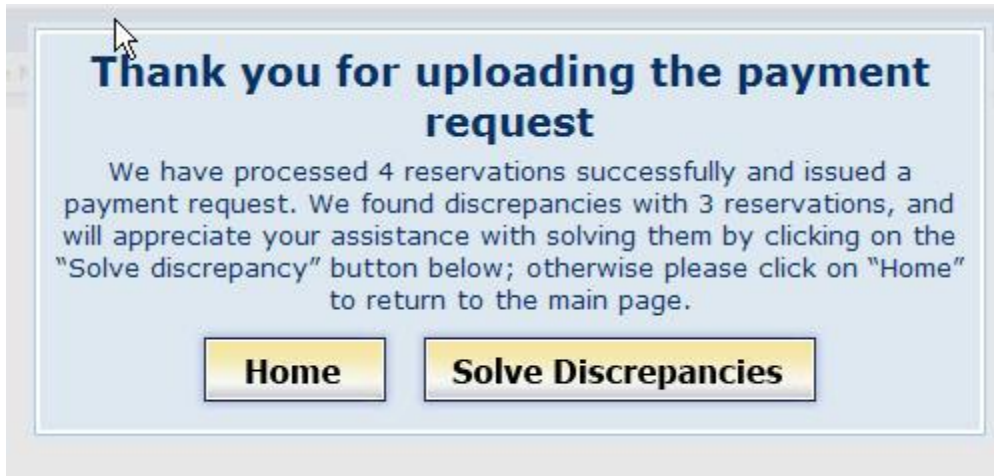 Thank you for uploading the payment
request
We have processed 4 reservations successfully and issued a
payment request. We found discrepancies with 3 reservations, and
will appreciate your assistance with solving them by clicking on the
“Solve discrepancy” button below; otherwise please click on “Home”
to return to the main page.
Home
Solve Discrepancies